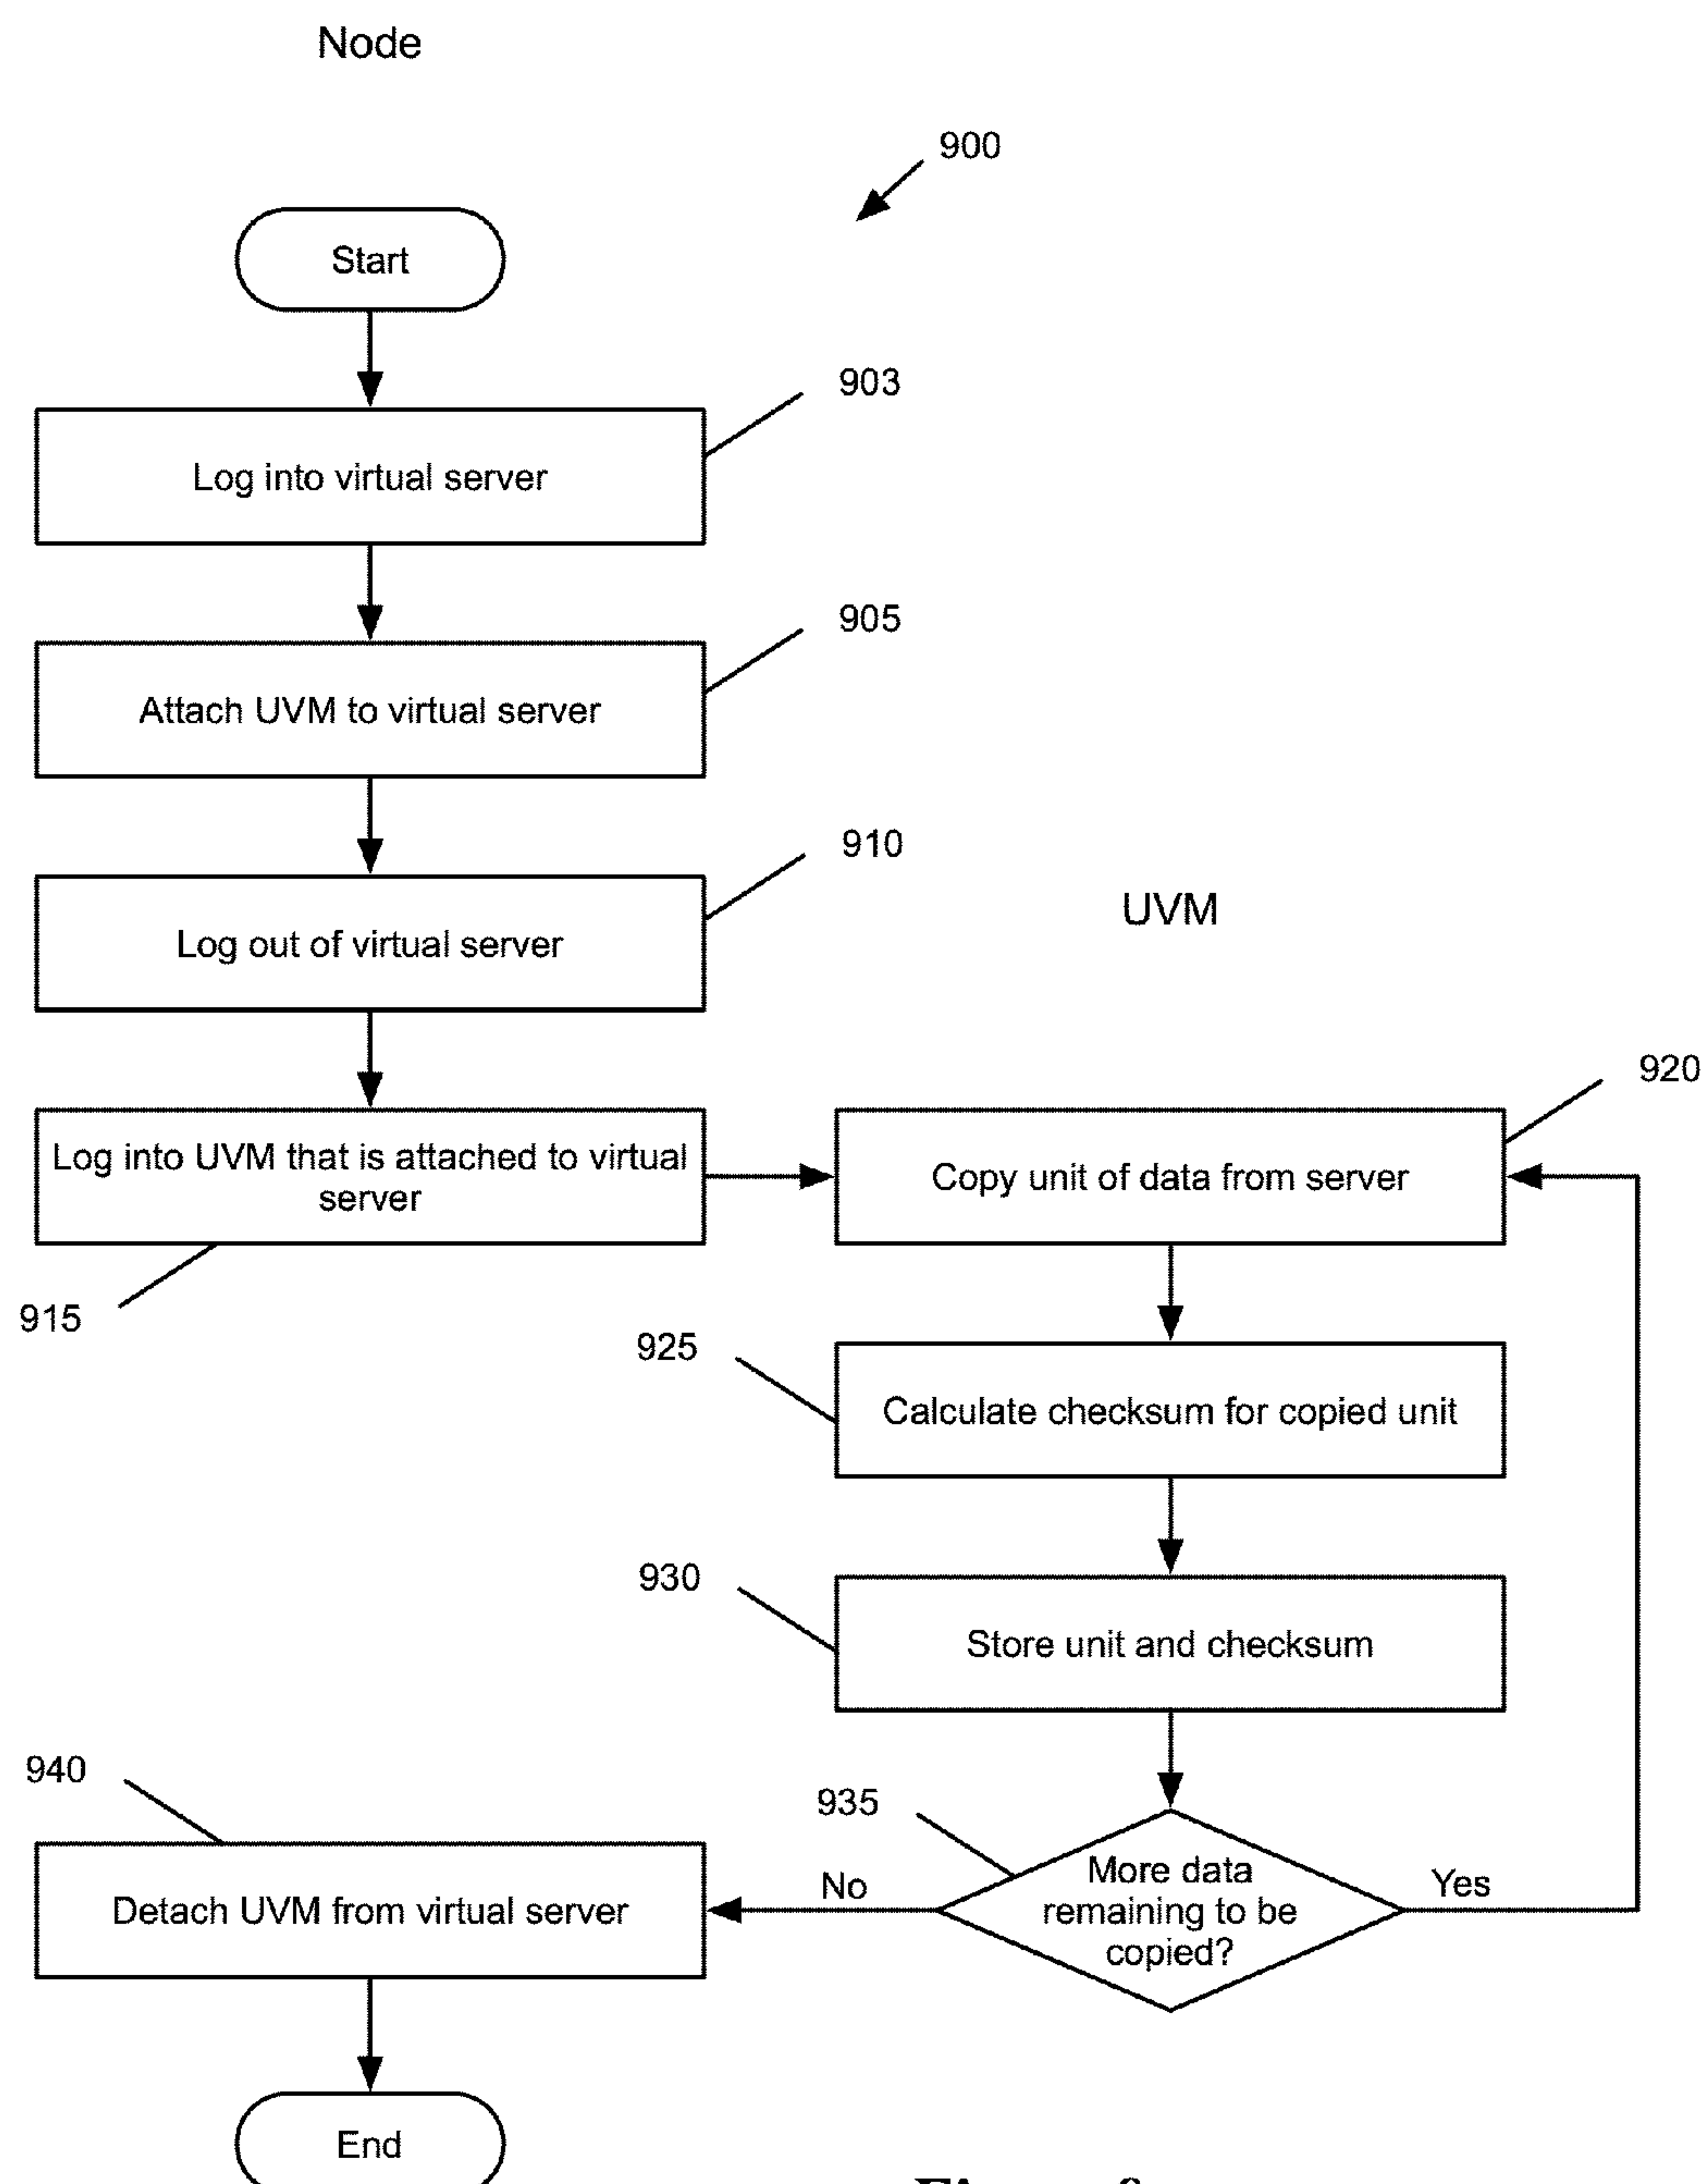 Node
900
Start
903
Log into virtual server
905
Attach UVM to virtual server
910
Log out of virtual server
UVM
920
Log into UVM that is attached to virtual
server
Copy unit of data from server
915
925
Calculate checksum for copied unit
930
Store unit and checksum
940
935
More data
remaining to be
copied?
No
Yes
Detach UVM from virtual server
End